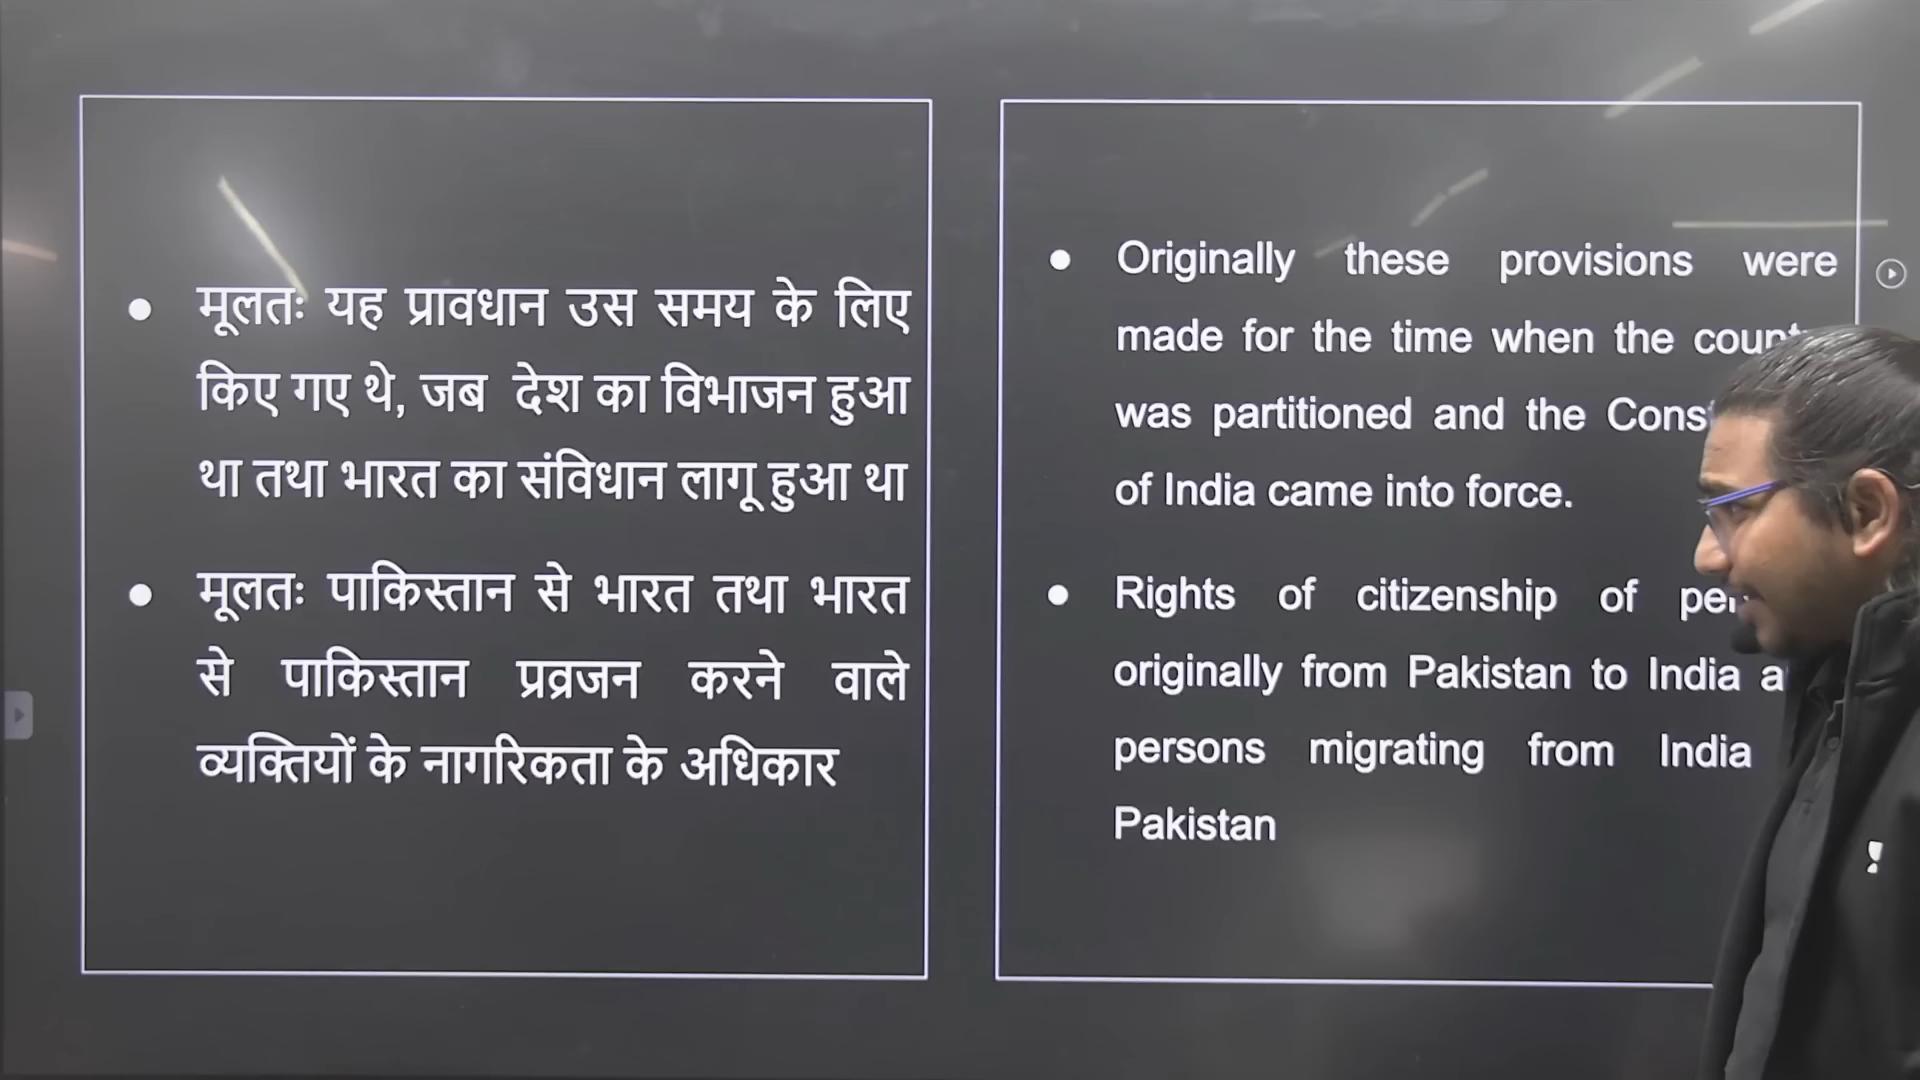 मूलतः यह प्रावधान उस समय के लिए
किए गए थे, जब देश का विभाजन हुआ
था तथा भारत का संविधान लागू हुआ था
मूलतः पाकिस्तान से भारत तथा भारत
से पाकिस्तान प्रव्रजन करने वाले
व्यक्तियों के नागरिकता के अधिकार
Originally these provisions were
made for the time when the
was partitioned and the
of India came into force.
Rights of citizenship of
originally from Pakistan to India
persons migrating from India
Pakistan